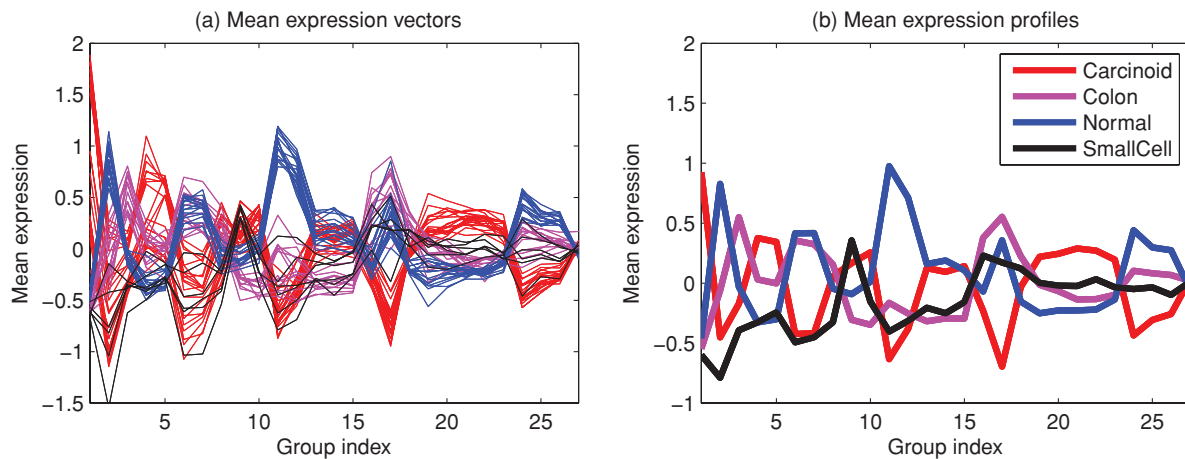 (a) Mean expression vectors
2
1.5
1
0.5
0
−0.5
−1
−1.5
Mean expression
5
10
15
20
25
Group index
(b) Mean expression profiles
2
1.5
1
0.5
0
−0.5
−1
Mean expression
5
10
15
20
25
Group index
Carcinoid
Colon
Normal
SmallCell